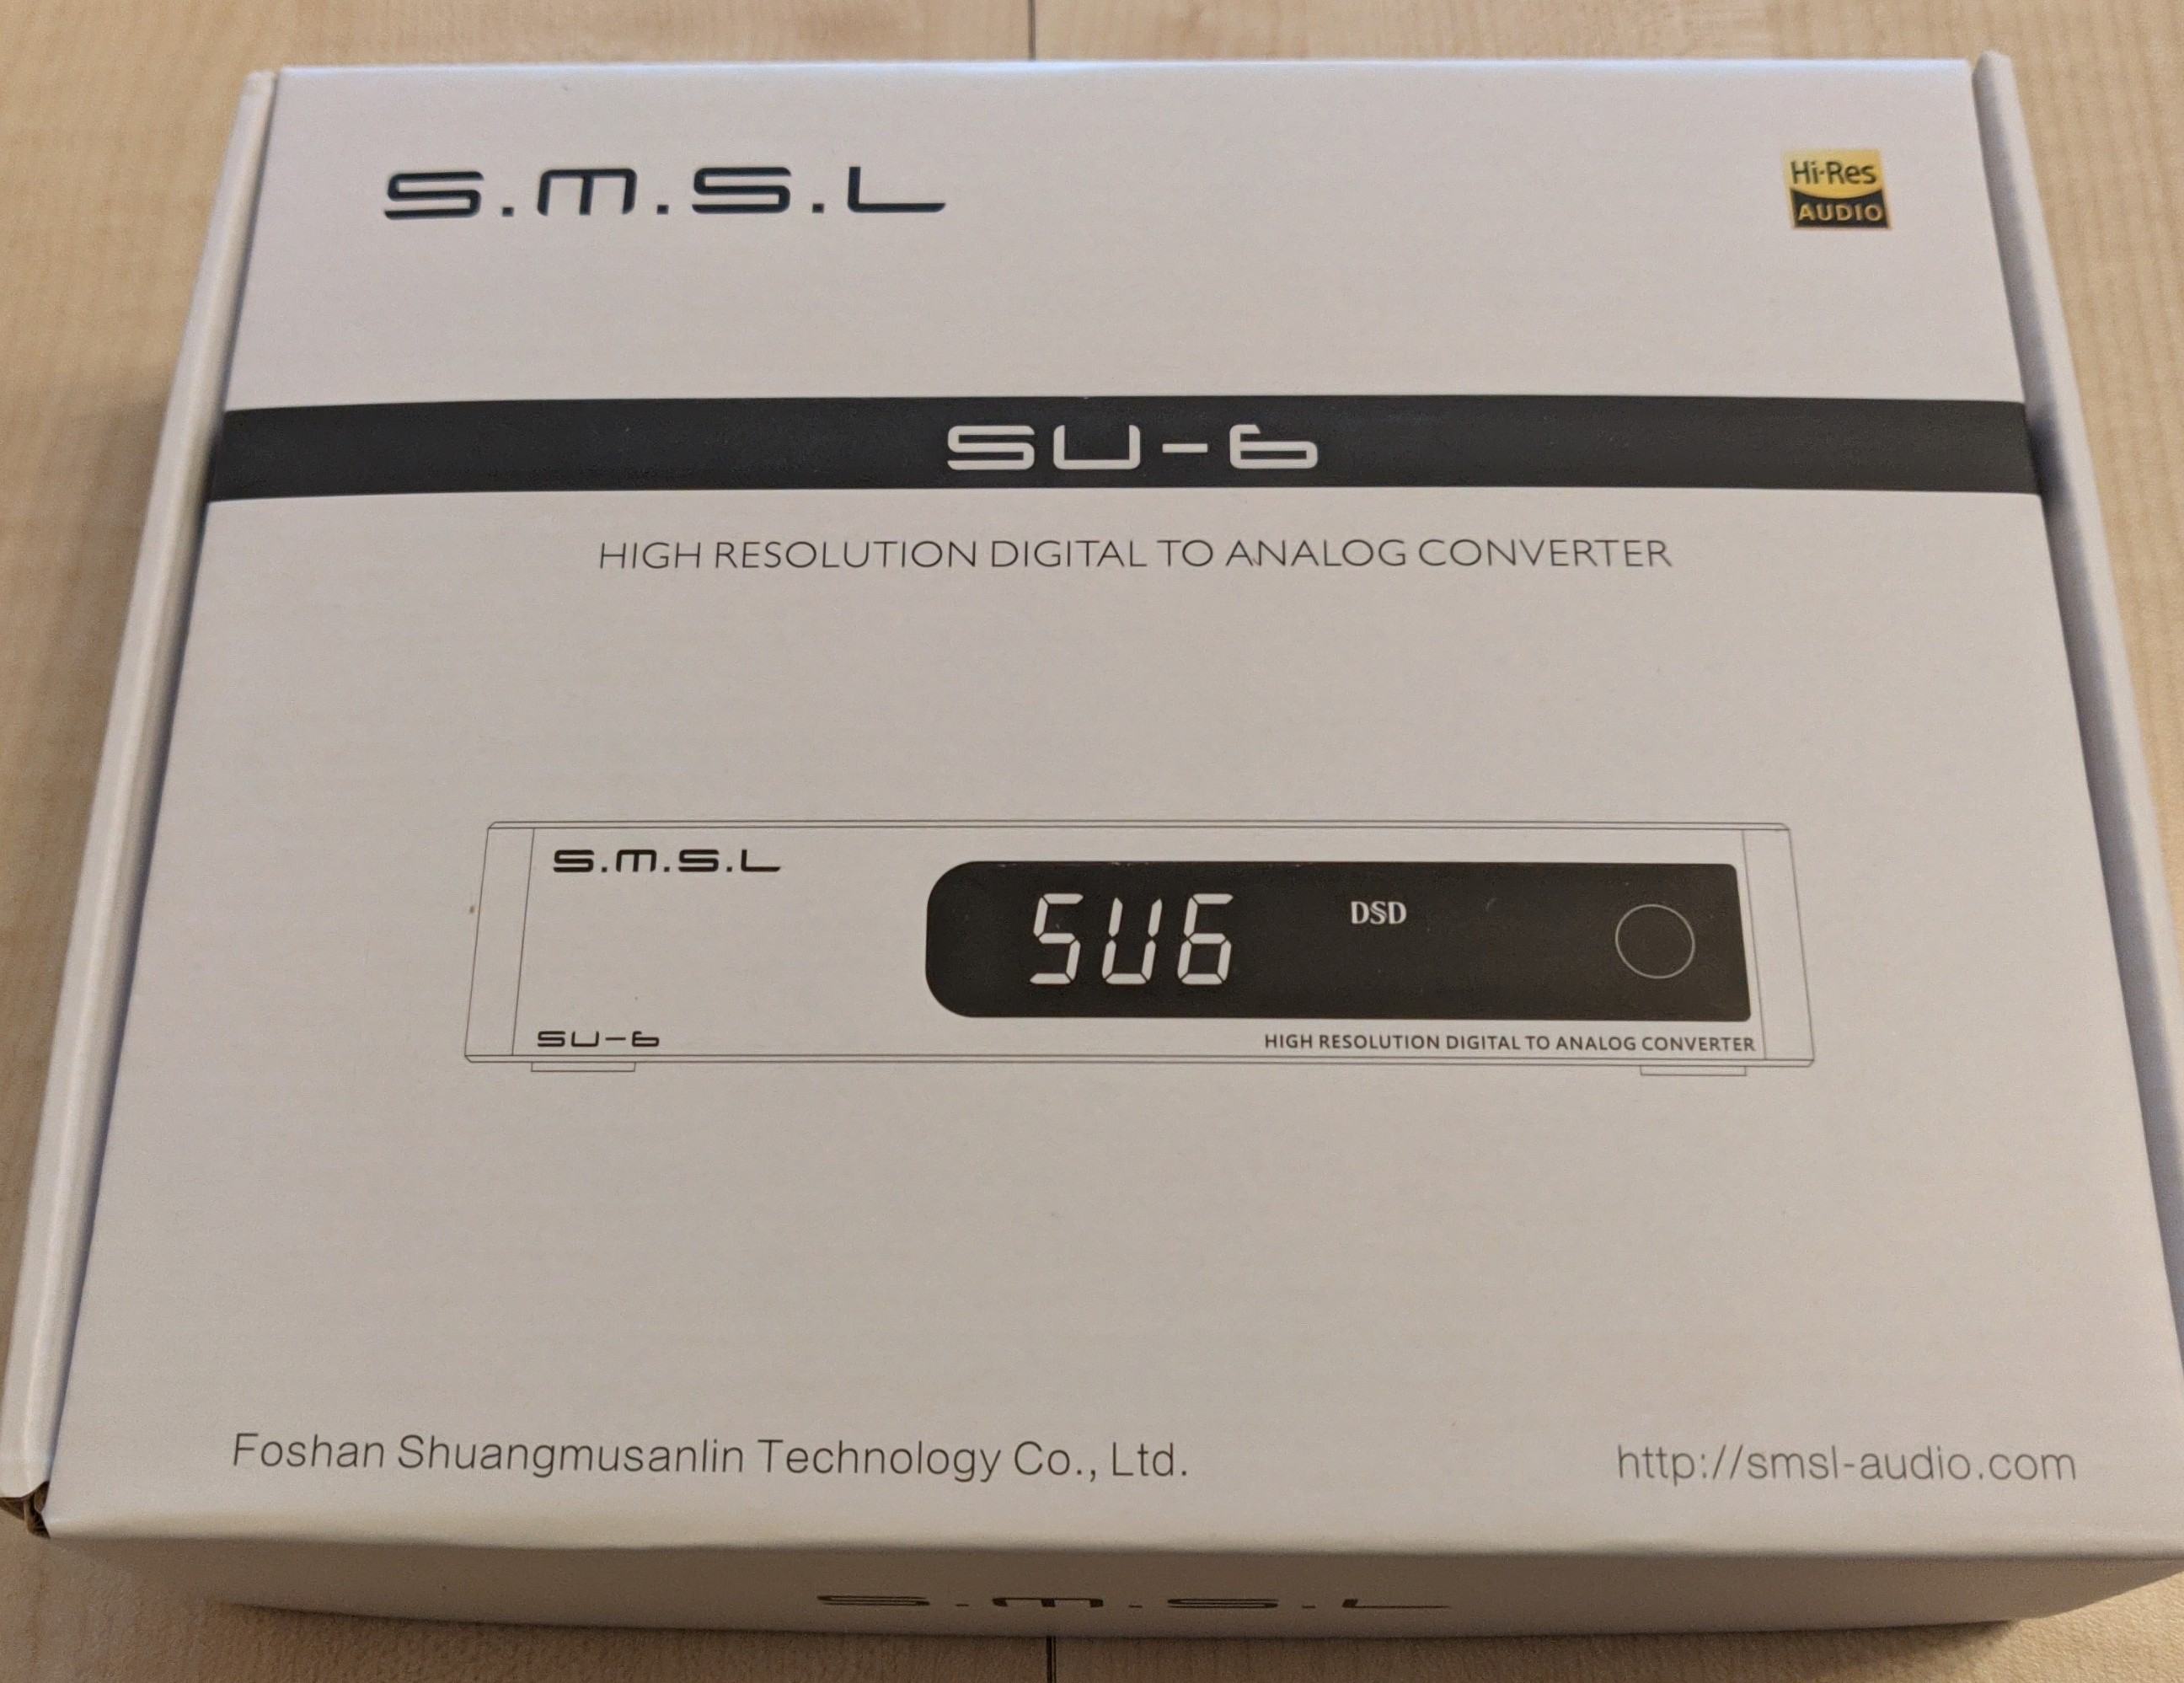 S.M.S.L
Hi-Res
AUDIO
SU-6
HIGH RESOLUTION DIGITAL TO ANALOG CONVERTER
S.M.S.L
SU6
DSD
SU-6
HIGH RESOLUTION DIGITAL TO ANALOG CONVERTER
Foshan Shuangmusanlin Technology Co., Ltd.
http://smsl-audio.com
S.M.S.L